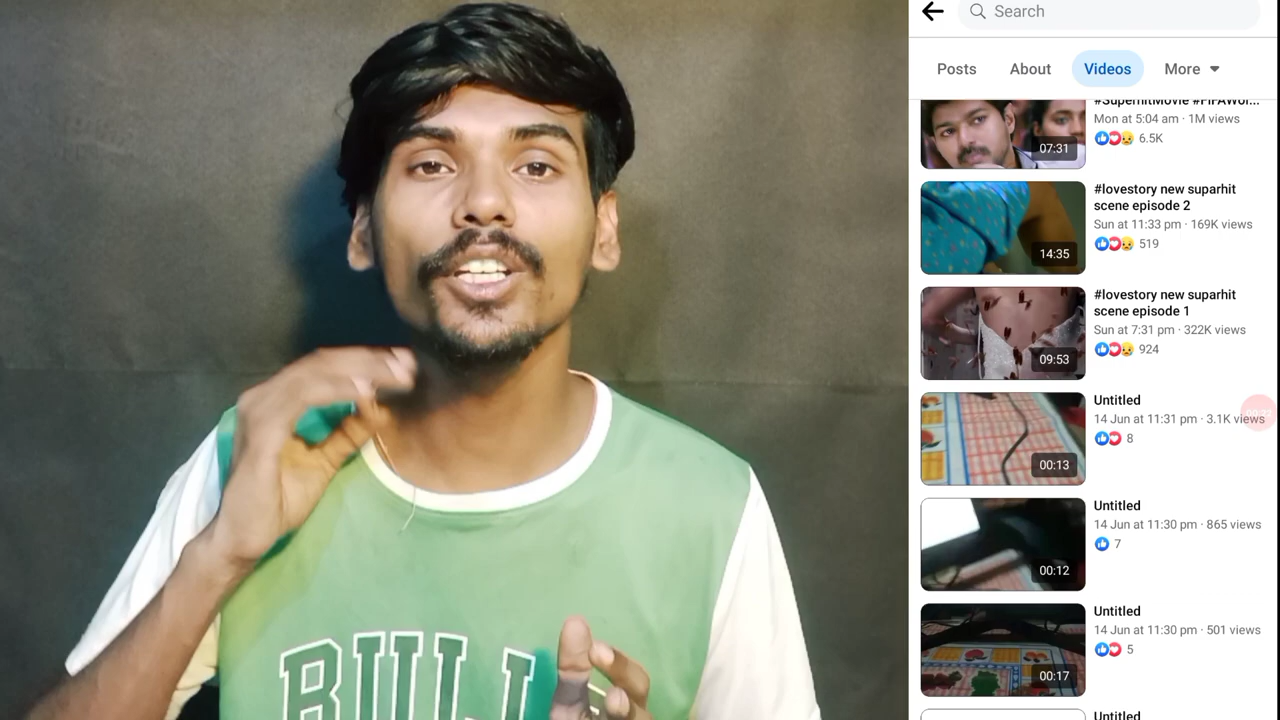 BULL
Search
Posts
About
Videos
More
#SuperhitMovie #FIFAWor...
Mon at 5:04 am · 1M views
07:31
6.5K
#lovestory new suparhit
scene episode 2
Sun at 11:33 pm · 169K views
14:35
519
#lovestory new suparhit
scene episode 1
Sun at 7:31 pm · 322K views
09:53
924
Untitled
14 Jun at 11:31 pm · 3.1K views
00:13
8
Untitled
14 Jun at 11:30 pm · 865 views
00:12
7
Untitled
14 Jun at 11:30 pm · 501 views
00:17
5
Untitled